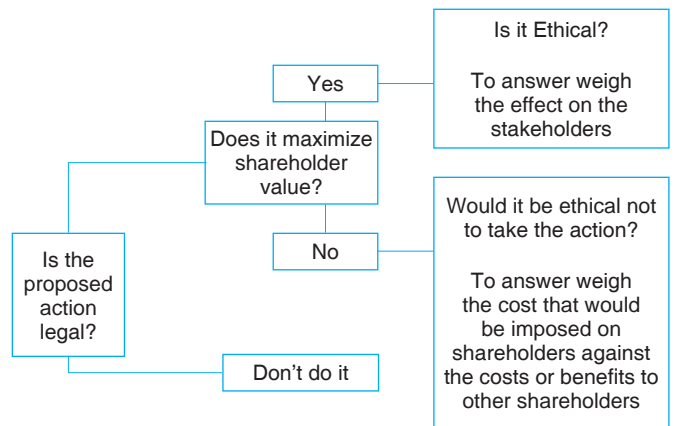 Is the
proposed
action
legal?
Does it maximize
shareholder
value?
Yes
Is it Ethical?
To answer weigh
the effect on the
stakeholders
No
Would it be ethical not
to take the action?
To answer weigh
the cost that would
be imposed on
shareholders against
the costs or benefits to
other shareholders
Don't do it